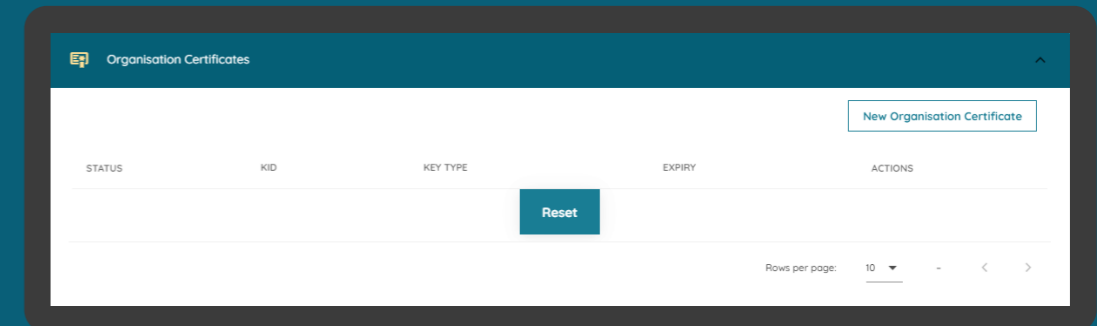 Organisation Certificates
New Organisation Certificate
STATUS KID KEY TYPE EXPIRY ACTIONS
Reset
Rows per page: 10 -